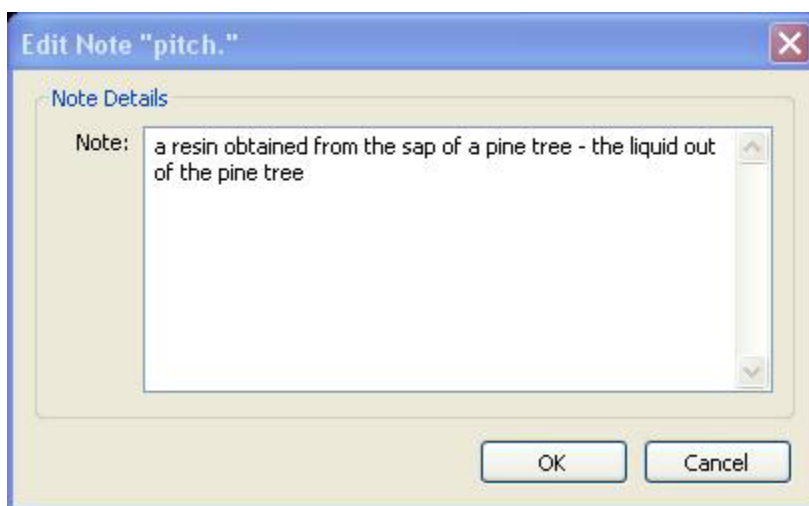 Edit Note "pitch."
Note Details
Note:
a resin obtained from the sap of a pine tree - the liquid out
of the pine tree
OK
Cancel